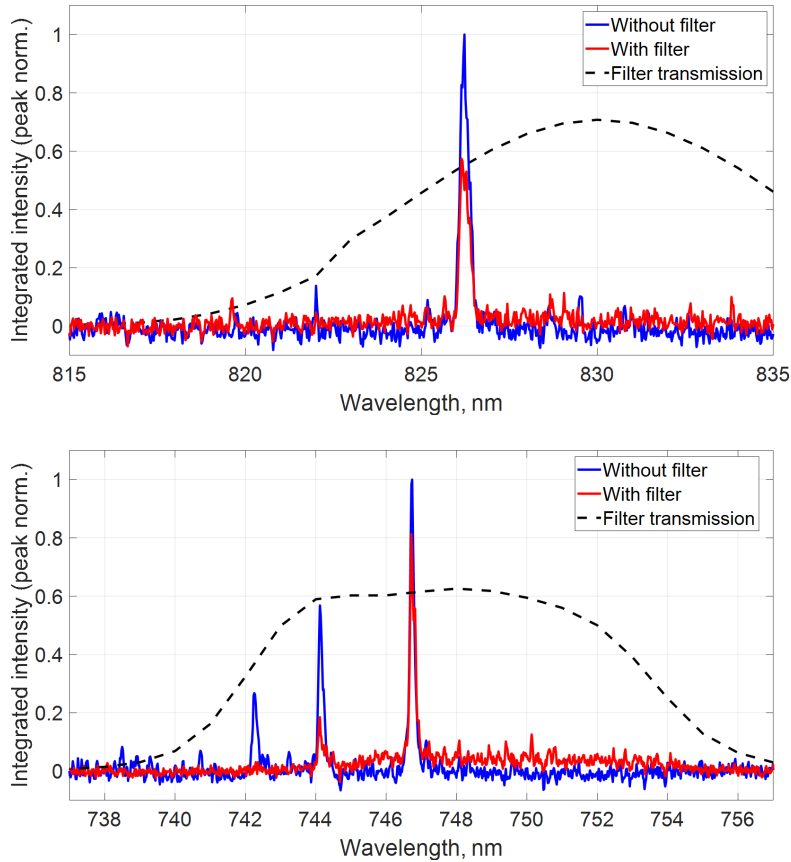 Integrated intensity (peak norm.)
1
0.8
0.6
0.4
0.2
0
Without filter
With filter
Filter transmission
815
820
825
830
835
Wavelength, nm
Integrated intensity (peak norm.)
1
0.8
0.6
0.4
0.2
0
Without filter
With filter
Filter transmission
738
740
742
744
746
748
750
752
754
756
Wavelength, nm